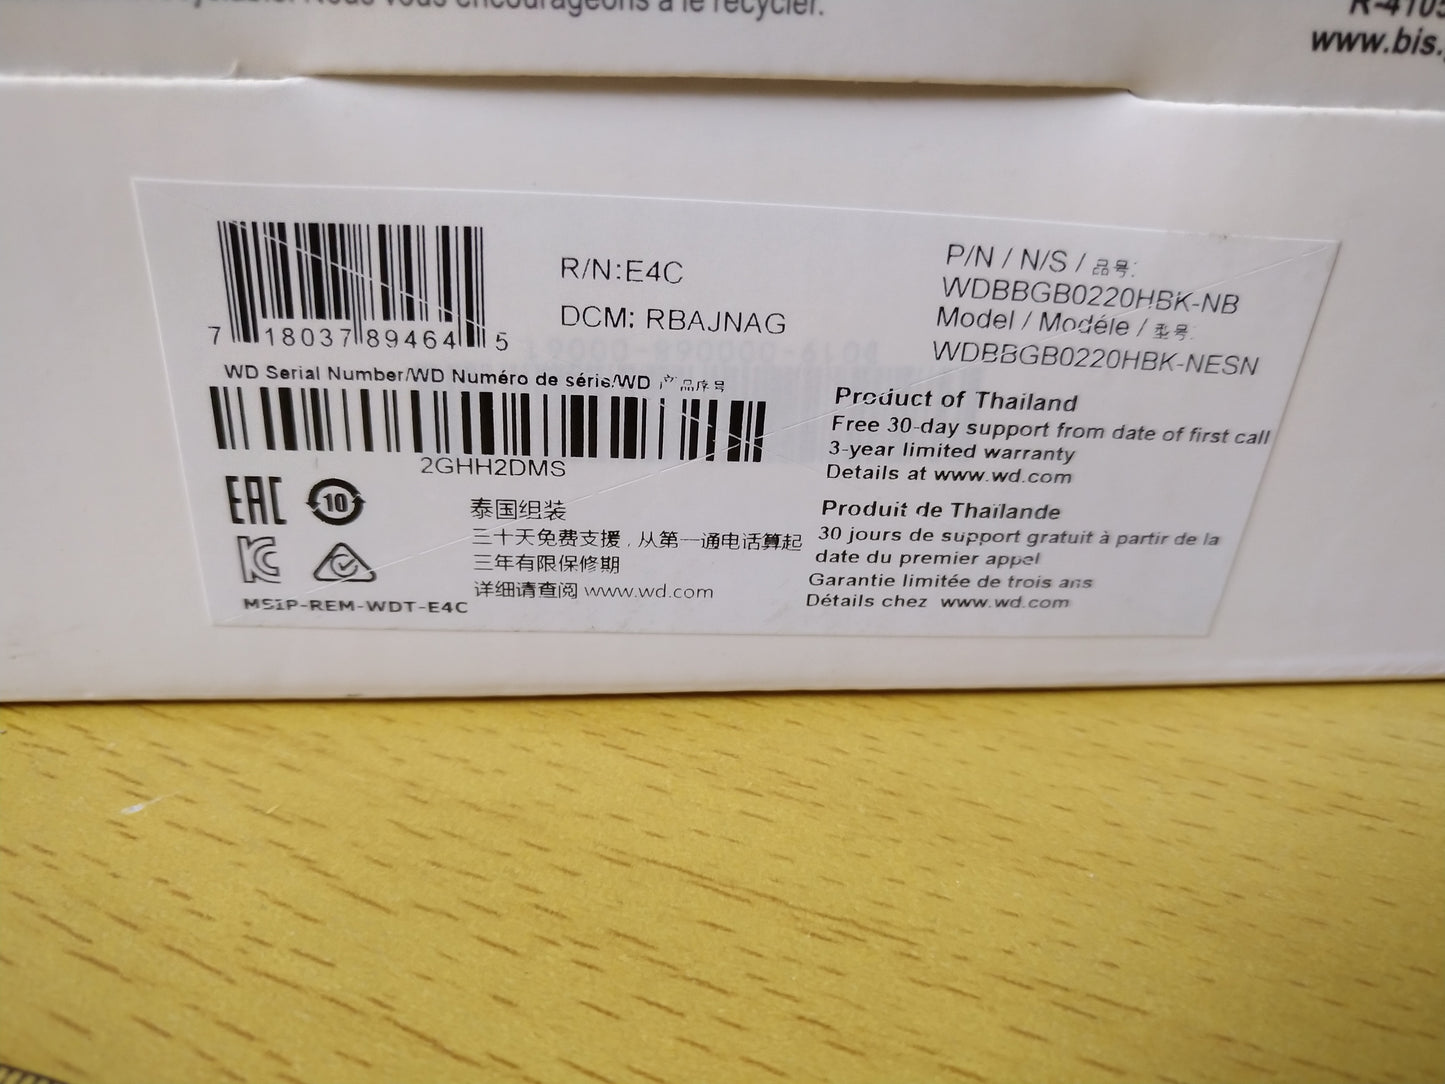 encourageons à le recycler.
R-4105
www.bis.
7 18037 89464 5
R/N:E4C
DCM: RBAJNAG
P/N / N/S / 品号:
WDBBGB0220HBK-NB
Model / Modéle / 型号:
WDBBGB0220HBK-NESN
WD Serial Number/WD Numéro de série/WD 产品序号
2GHH2DMS
EAC
10
KC
MSIP-REM-WDT-E4C
泰国组装
三十天免费支援，从第一通电话算起
三年有限保修期
详细请查阅 www.wd.com
Product of Thailand
Free 30-day support from date of first call
3-year limited warranty
Details at www.wd.com
Produit de Thailande
30 jours de support gratuit à partir de la
date du premier appel
Garantie limitée de trois ans
Détails chez www.wd.com